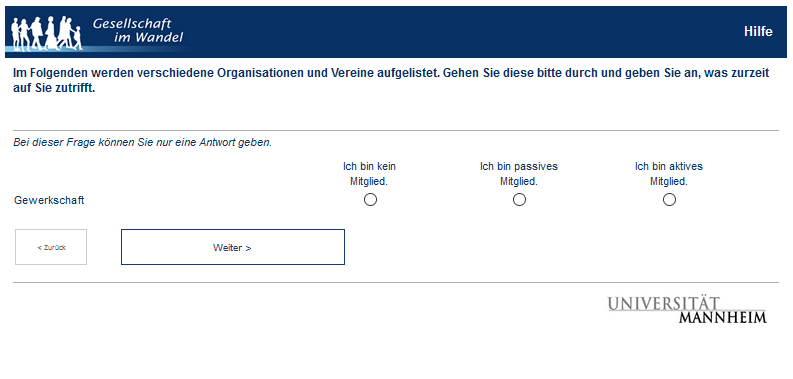 Gesellschaft
im Wandel
Hilfe
Im Folgenden werden verschiedene Organisationen und Vereine aufgelistet. Gehen Sie diese bitte durch und geben Sie an, was zurzeit
auf Sie zutrifft.
Bei dieser Frage können Sie nur eine Antwort geben.
Ich bin kein
Mitglied.
Ich bin passives
Mitglied.
Ich bin aktives
Mitglied.
Gewerkschaft
< Zurück
Weiter >
UNIVERSITÄT
MANNHEIM